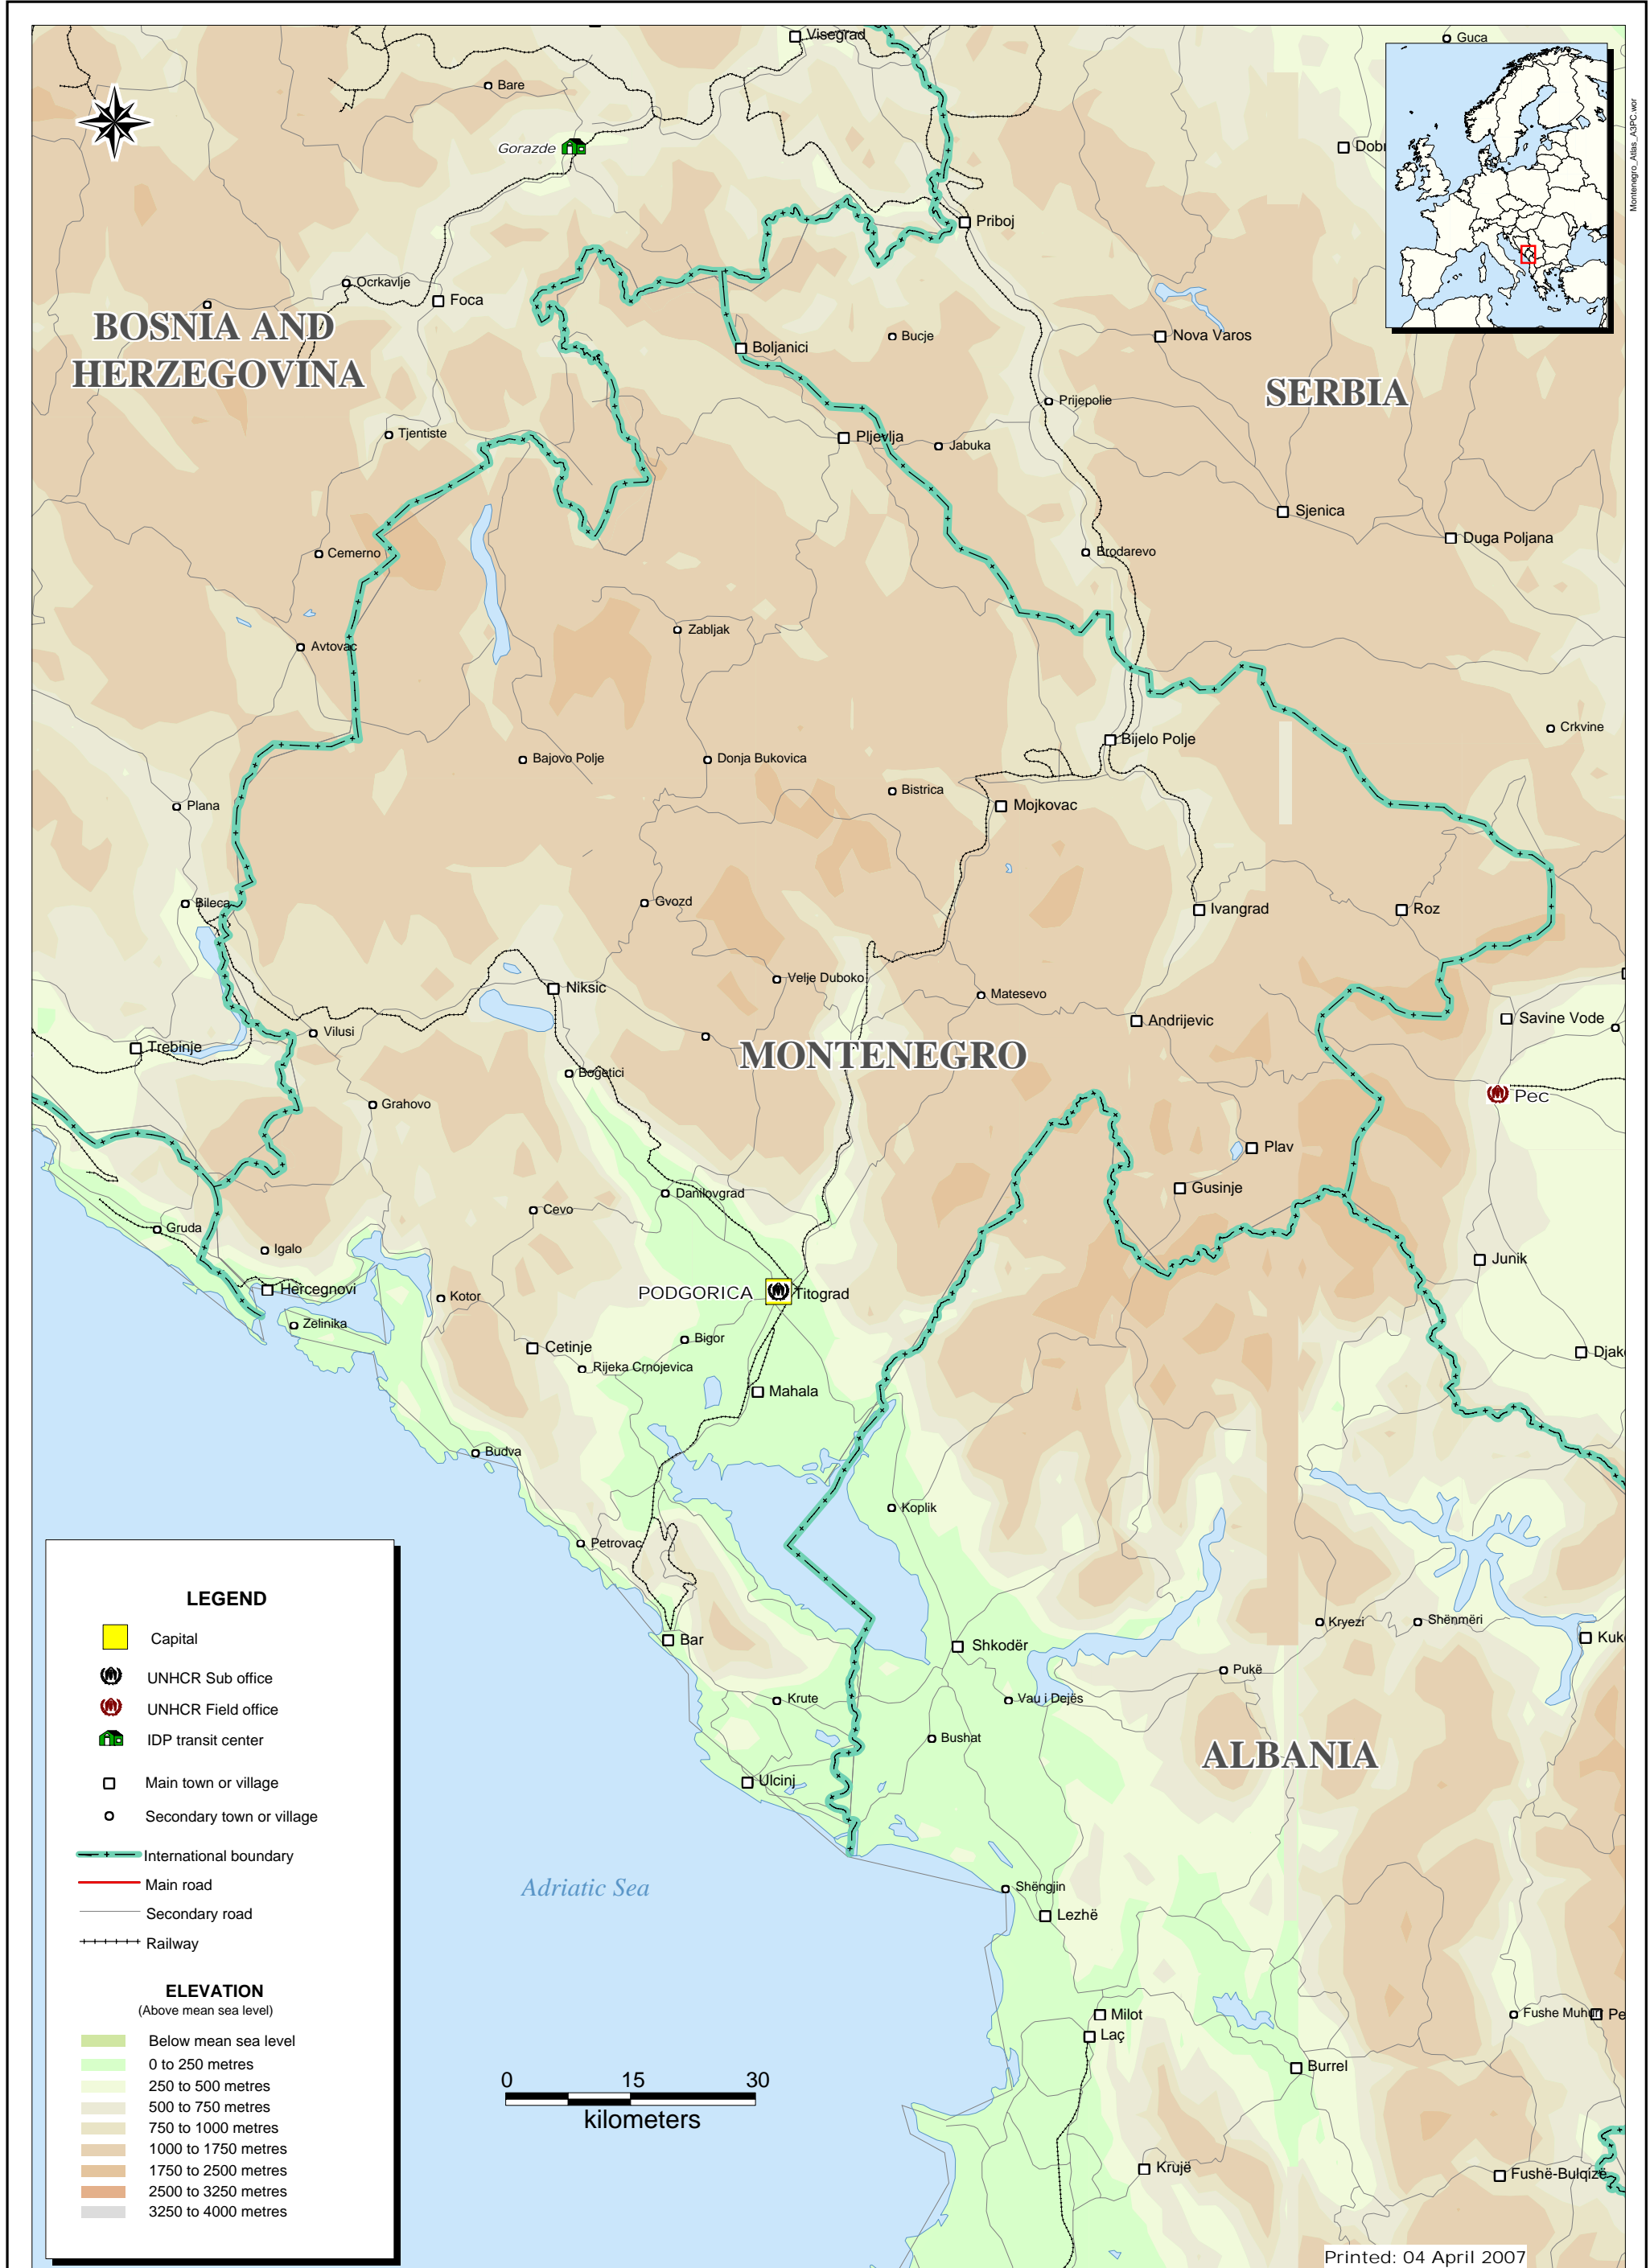 Visegrad
Guca
Montenegro_Atlas_A3PC.wor
Bare
Gorazde
Dobr
Priboj
Ocrkavlje
Foca
BOSNIA AND
HERZEGOVINA
Boljanici
Bucje
Nova Varos
SERBIA
Prijepolie
Tjentiste
Pljevlja
Jabuka
Sjenica
Duga Poljana
Cemerno
Brodarevo
Zabljak
Avtovac
Crkvine
Bijelo Polje
Bajovo Polje
Donja Bukovica
Bistrica
Mojkovac
Plana
Bileca
Gvozd
Ivangrad
Roz
Velje Duboko
Niksic
Matesevo
Andrijevic
Savine Vode
Vilusi
Trebinje
MONTENEGRO
Bogetici
Pec
Grahovo
Plav
Gusinje
Danilovgrad
Cevo
Gruda
Igalo
Junik
Hercegnovi
PODGORICA
Titograd
Kotor
Zelinika
Bigor
Cetinje
Djak
Rijeka Crnojevica
Mahala
Budva
Koplik
Petrovac
LEGEND
Capital
UNHCR Sub office
UNHCR Field office
IDP transit center
Main town or village
Secondary town or village
International boundary
Main road
Secondary road
Railway
ELEVATION
(Above mean sea level)
Below mean sea level
0 to 250 metres
250 to 500 metres
500 to 750 metres
750 to 1000 metres
1000 to 1750 metres
1750 to 2500 metres
2500 to 3250 metres
3250 to 4000 metres
Bar
Shkodër
Kryezi
Shënmëri
Kuk
Pukë
Krute
Vau i Dejës
Bushat
ALBANIA
Ulcinj
Adriatic Sea
Shëngjin
Lezhë
Milot
Fushe Muhurr
Pe
Laç
Burrel
0 15 30
kilometers
Krujë
Fushë-Bulqizë
Printed: 04 April 2007